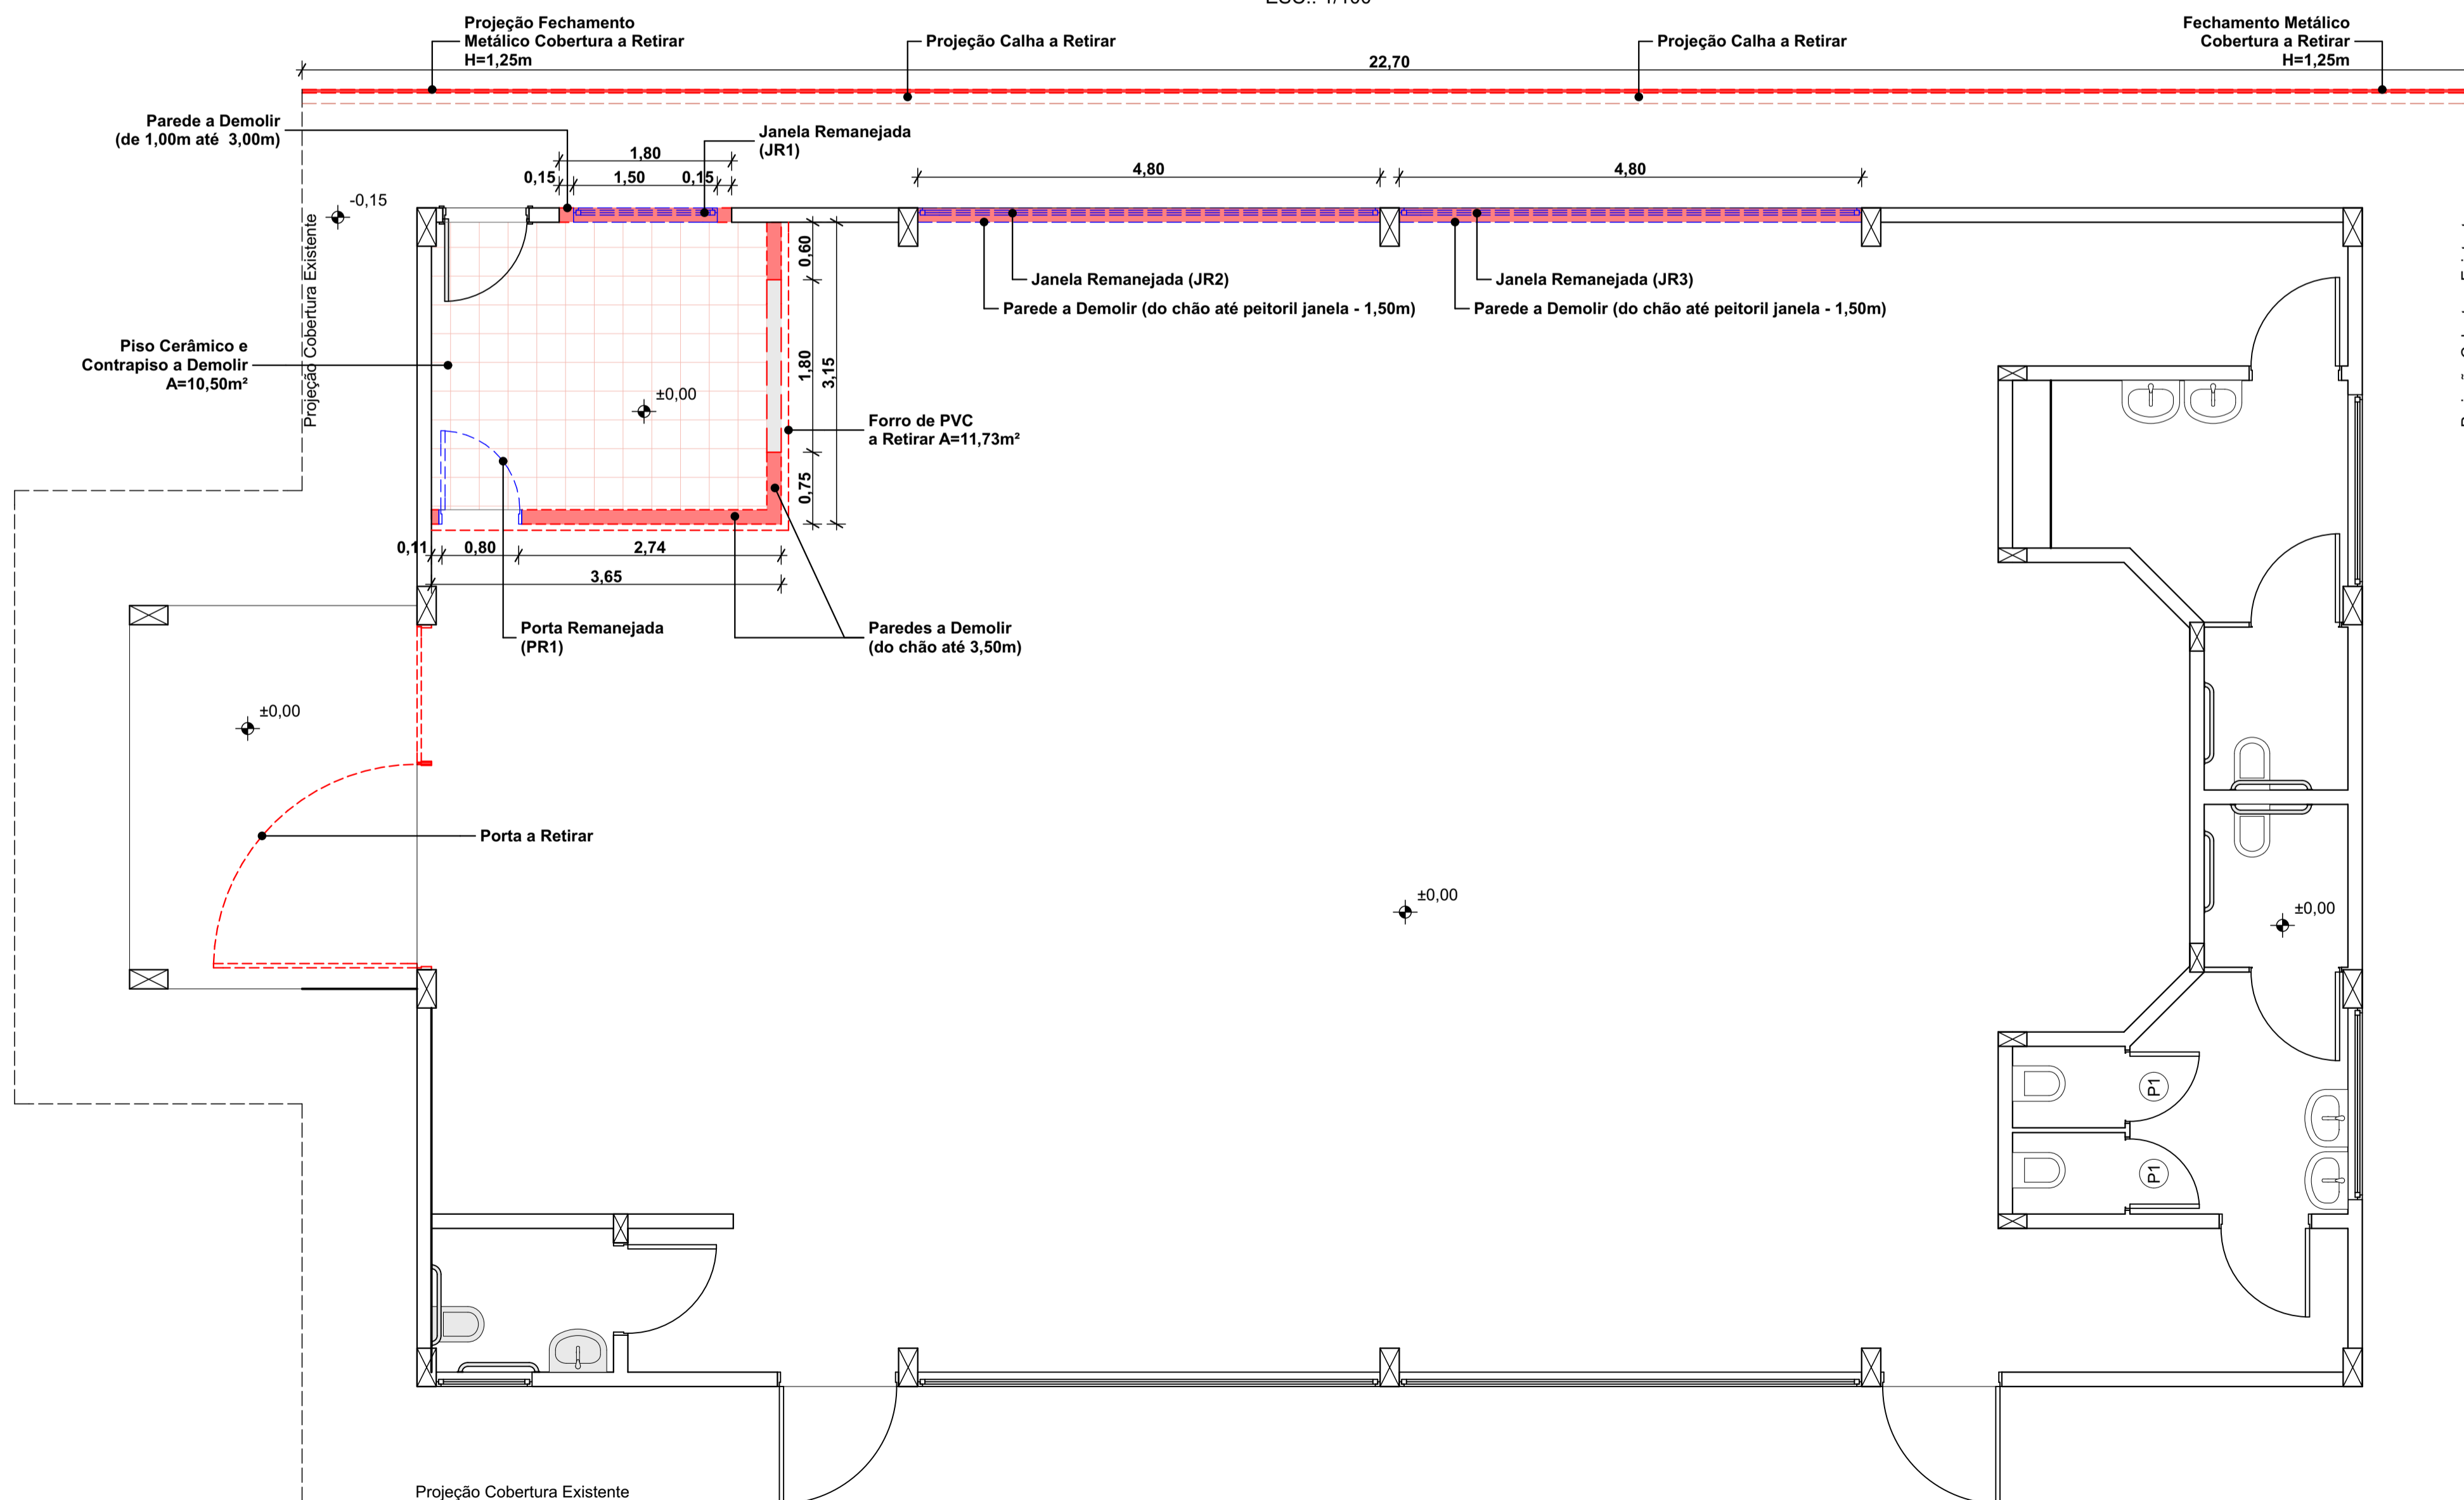 Projeção Fechamento
Metálico Cobertura a Retirar
H=1,25m
Projeção Calha a Retirar
Projeção Calha a Retirar
Fechamento Metálico
Cobertura a Retirar
H=1,25m
22,70
Parede a Demolir
(de 1,00m até 3,00m)
Janela Remanejada
(JR1)
1,80
0,15
1,50
0,15
4,80
4,80
-0,15
Projeção Cobertura Existente
0,60
1,80
3,15
0,75
Janela Remanejada (JR2)
Parede a Demolir (do chão até peitoril janela - 1,50m)
Janela Remanejada (JR3)
Parede a Demolir (do chão até peitoril janela - 1,50m)
Piso Cerâmico e
Contrapiso a Demolir
A=10,50m²
±0,00
Forro de PVC
a Retirar A=11,73m²
0,11
0,80
2,74
3,65
Porta Remanejada
(PR1)
Paredes a Demolir
(do chão até 3,50m)
±0,00
Porta a Retirar
±0,00
±0,00
P1
P1
Projeção Cobertura Existente